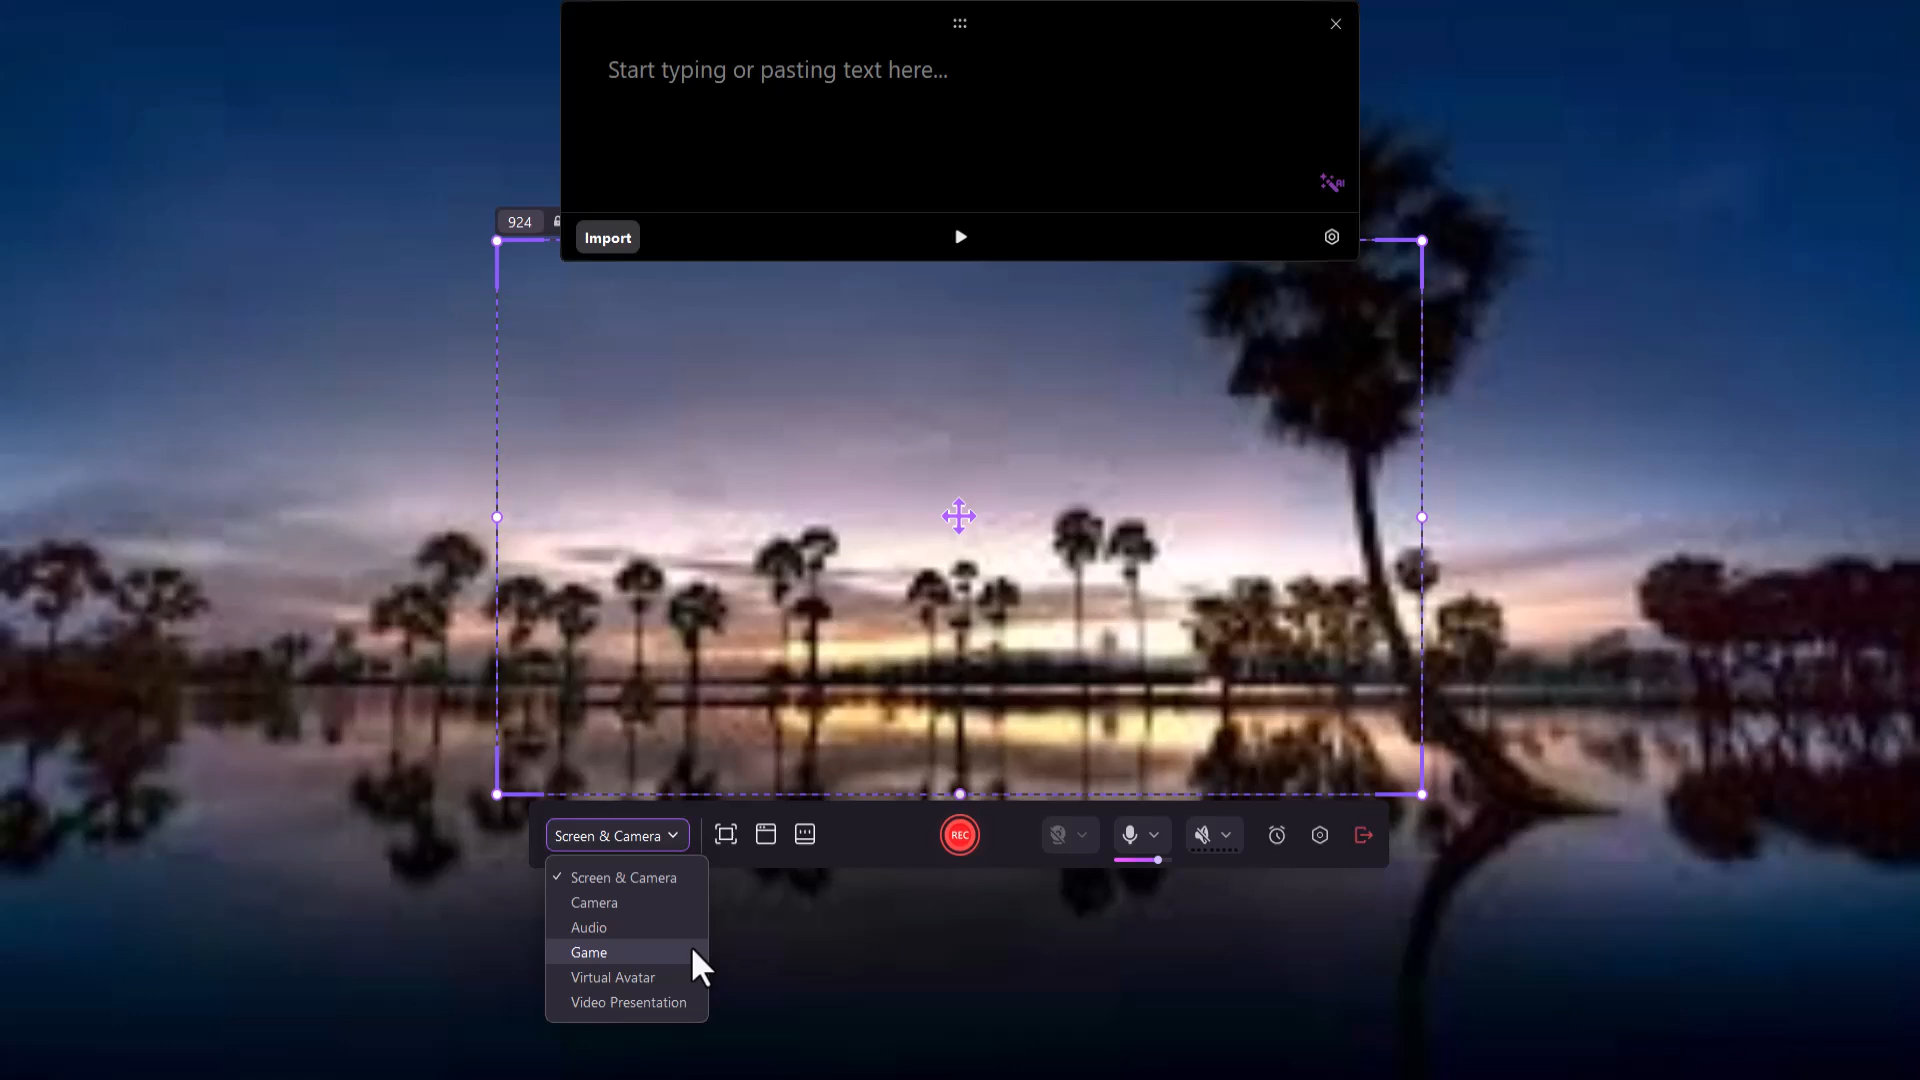 Start typing or pasting text here...
AI
924
Import
Screen & Camera
REC
Screen & Camera
Camera
Audio
Game
Virtual Avatar
Video Presentation